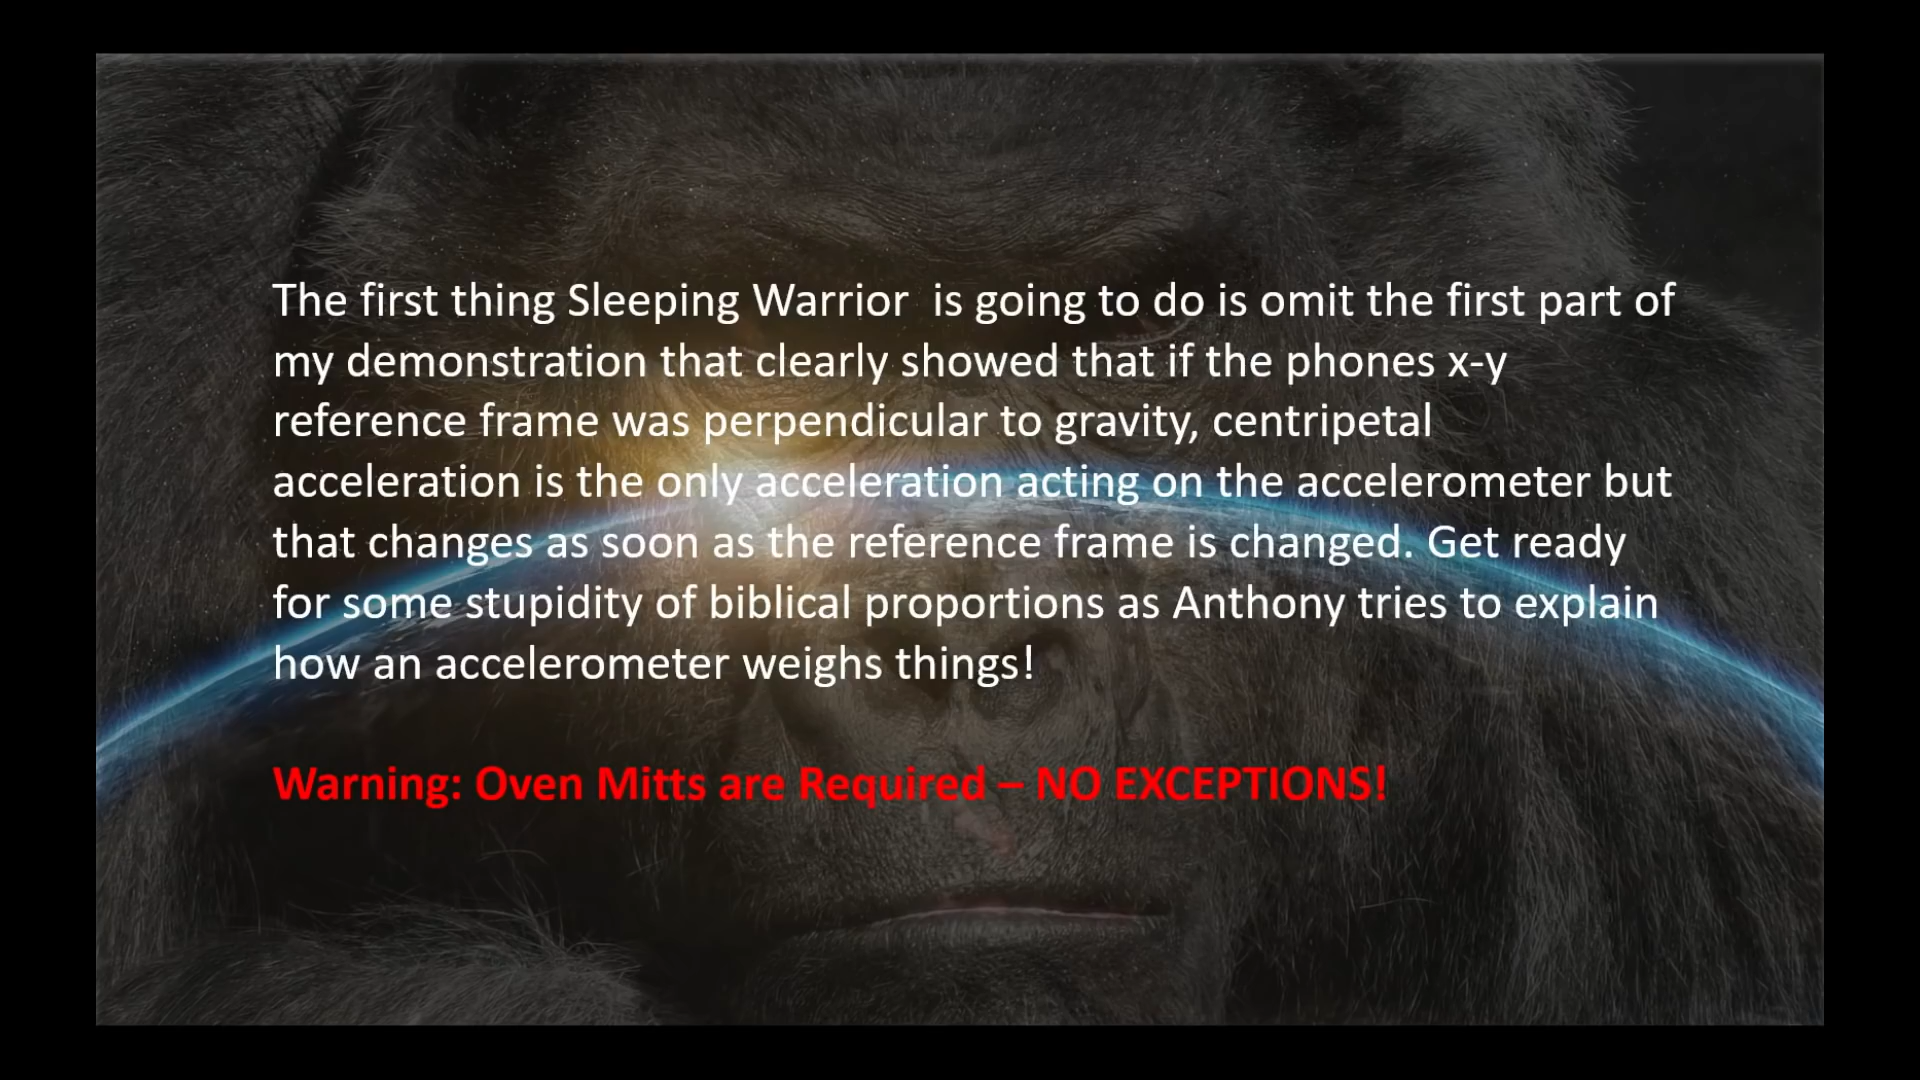 The first thing Sleeping Warrior  is going to do is omit the first part of
my demonstration that clearly showed that if the phones x-y
reference frame was perpendicular to gravity, centripetal
acceleration is the only acceleration acting on the accelerometer but
that changes as soon as the reference frame is changed. Get ready
for some stupidity of biblical proportions as Anthony tries to explain
how an accelerometer weighs things!
Warning: Oven Mitts are Required – NO EXCEPTIONS!